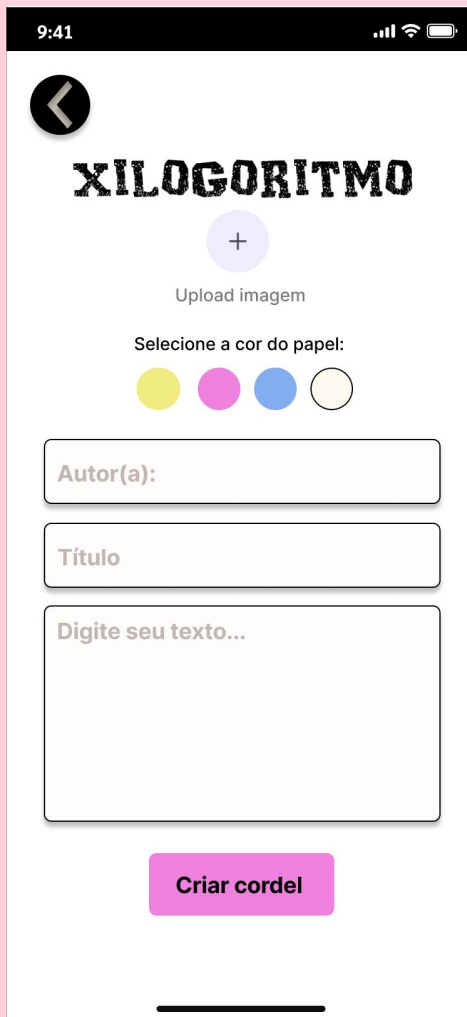 9:41
XILOGORITMO
+
Upload imagem
Selecione a cor do papel:
Autor(a):
Título
Digite seu texto...
Criar cordel